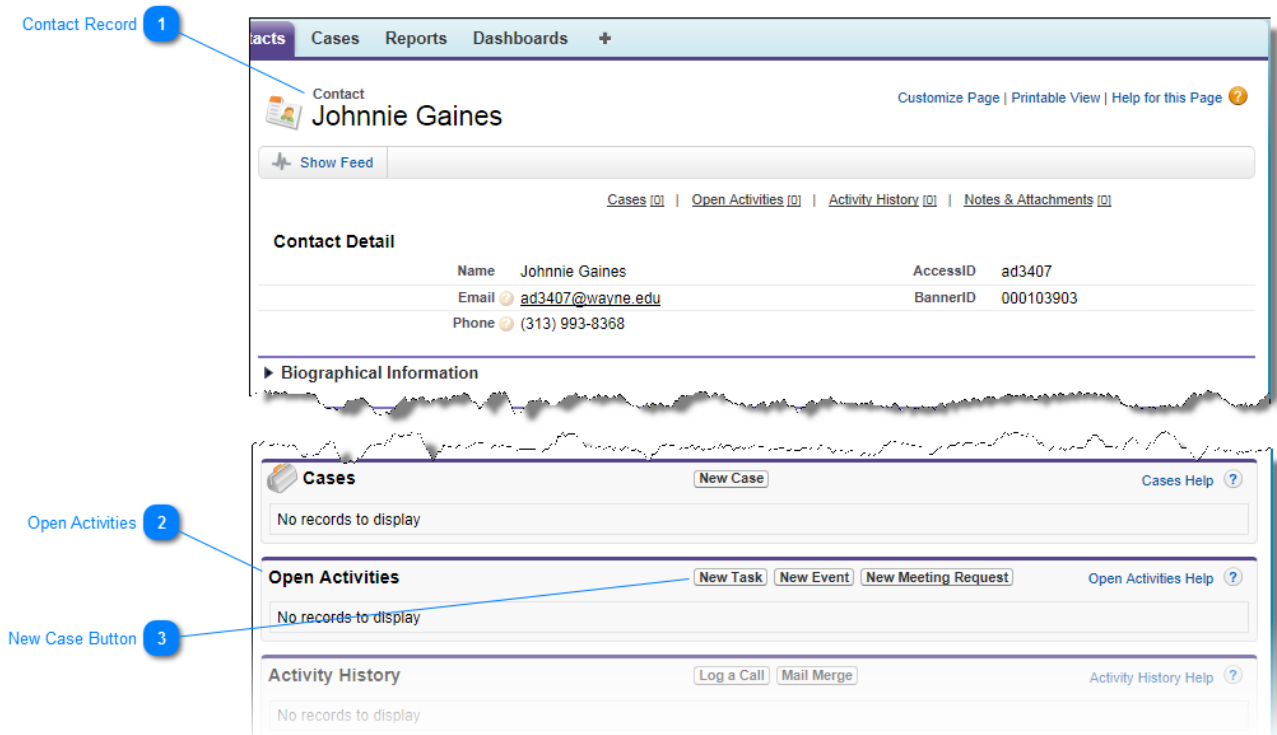 Contact Record 1
acts Cases Reports Dashboards +
Contact
Johnnie Gaines
Customize Page | Printable View | Help for this Page ?
Show Feed
Cases [0] | Open Activities [0] | Activity History [0] | Notes & Attachments [0]
Contact Detail
Name Johnnie Gaines AccessID ad3407
Email ? ad3407@wayne.edu BannerID 000103903
Phone ? (313) 993-8368
Biographical Information
Cases New Case Cases Help ?
No records to display
Open Activities 2
Open Activities New Task New Event New Meeting Request Open Activities Help ?
No records to display
New Case Button 3
Activity History Log a Call Mail Merge Activity History Help ?
No records to display